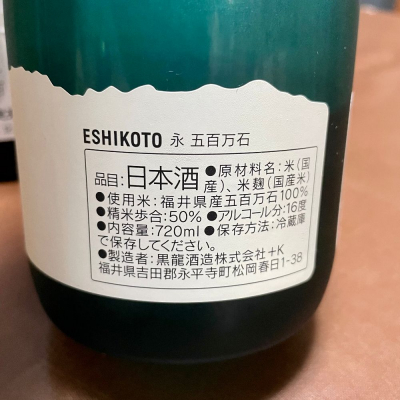 ESHIKOTO 永 五百万石
品目:日本酒 ●原材料名:米(国
産)、米麹(国産米)
●使用米:福井県産五百万石100%
●精米歩合:50% ●アルコール分:16度
●内容量:720ml ●保存方法:冷蔵庫
で保存してください。
●製造者:黒龍酒造株式会社+K
福井県吉田郡永平寺町松岡春日1-38